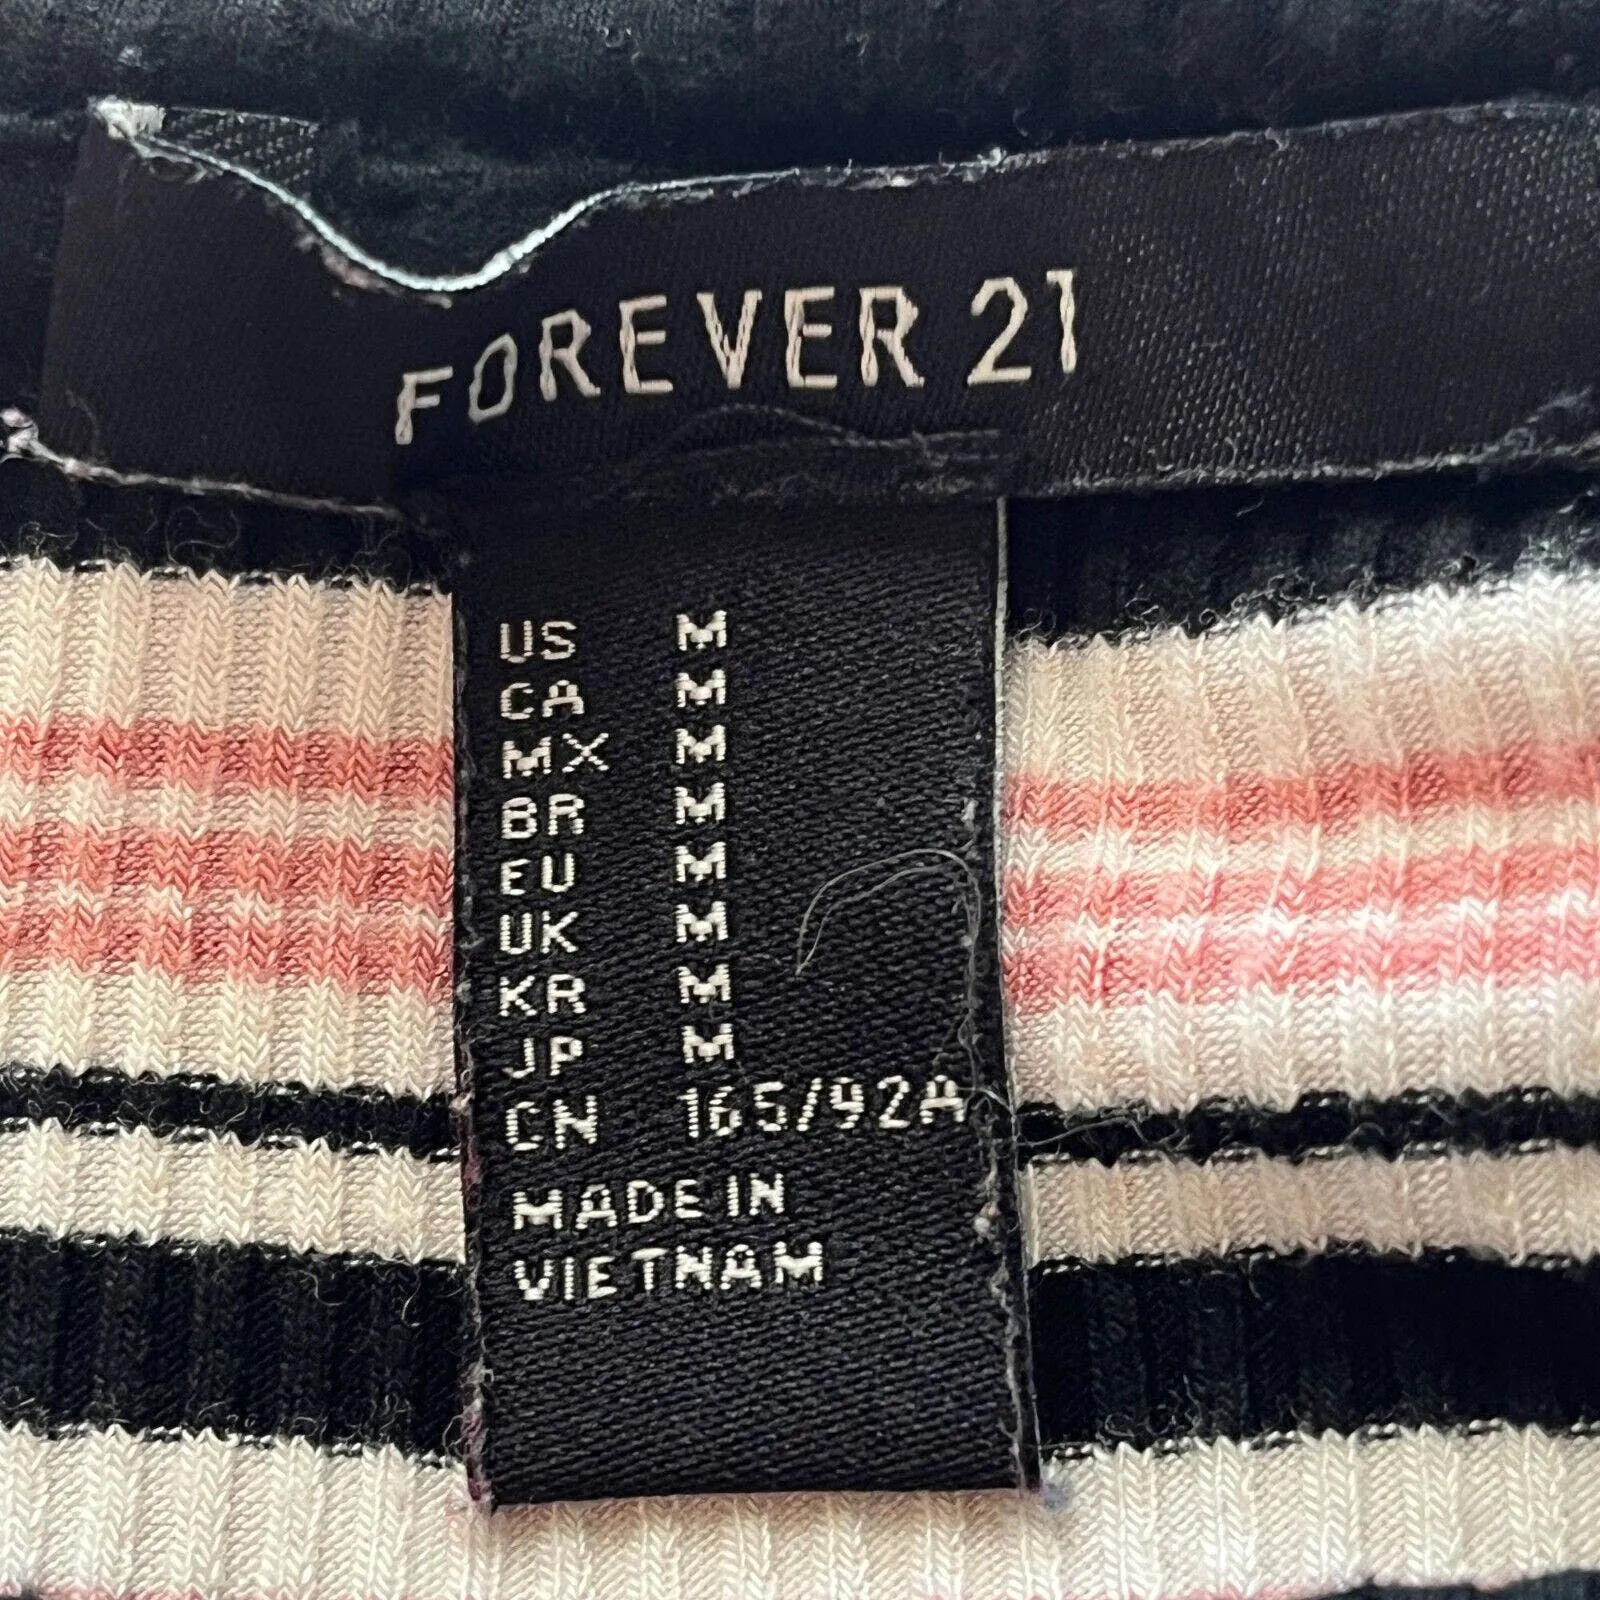 FOREVER 21
US M
CA M
MX M
BR M
EU M
UK M
KR M
JP M
CN 165/92A
MADE IN
VIETNAM